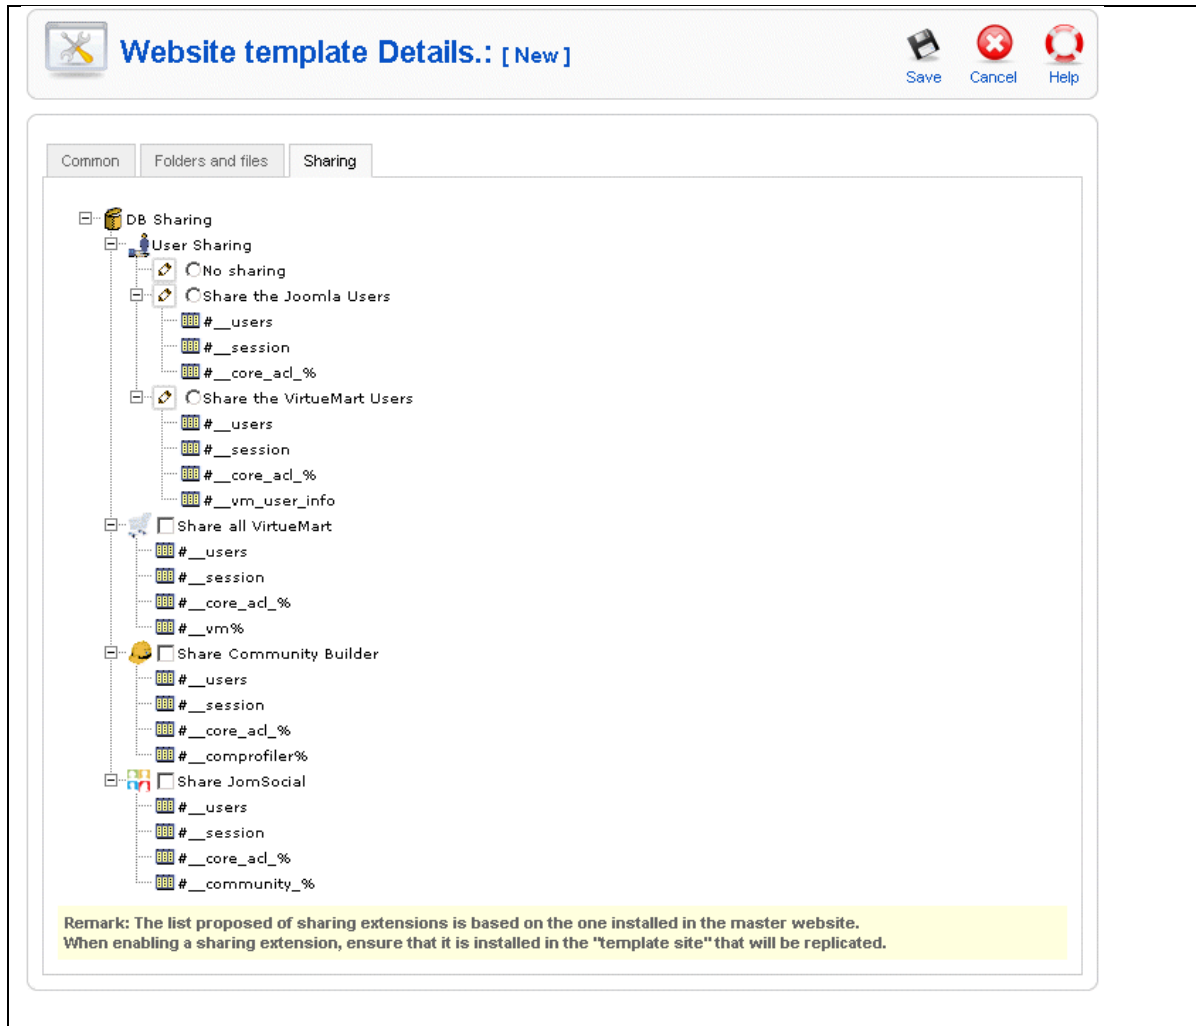 Website template Details.: [ New ]
Save Cancel Help
Common Folders and files Sharing
DB Sharing
User Sharing
No sharing
Share the Joomla Users
#__users
#__session
#__core_acl_%
Share the VirtueMart Users
#__users
#__session
#__core_acl_%
#__vm_user_info
Share all VirtueMart
#__users
#__session
#__core_acl_%
#__vm%
Share Community Builder
#__users
#__session
#__core_acl_%
#__comprofiler%
Share JomSocial
#__users
#__session
#__core_acl_%
#__community_%
Remark: The list proposed of sharing extensions is based on the one installed in the master website.
When enabling a sharing extension, ensure that it is installed in the "template site" that will be replicated.